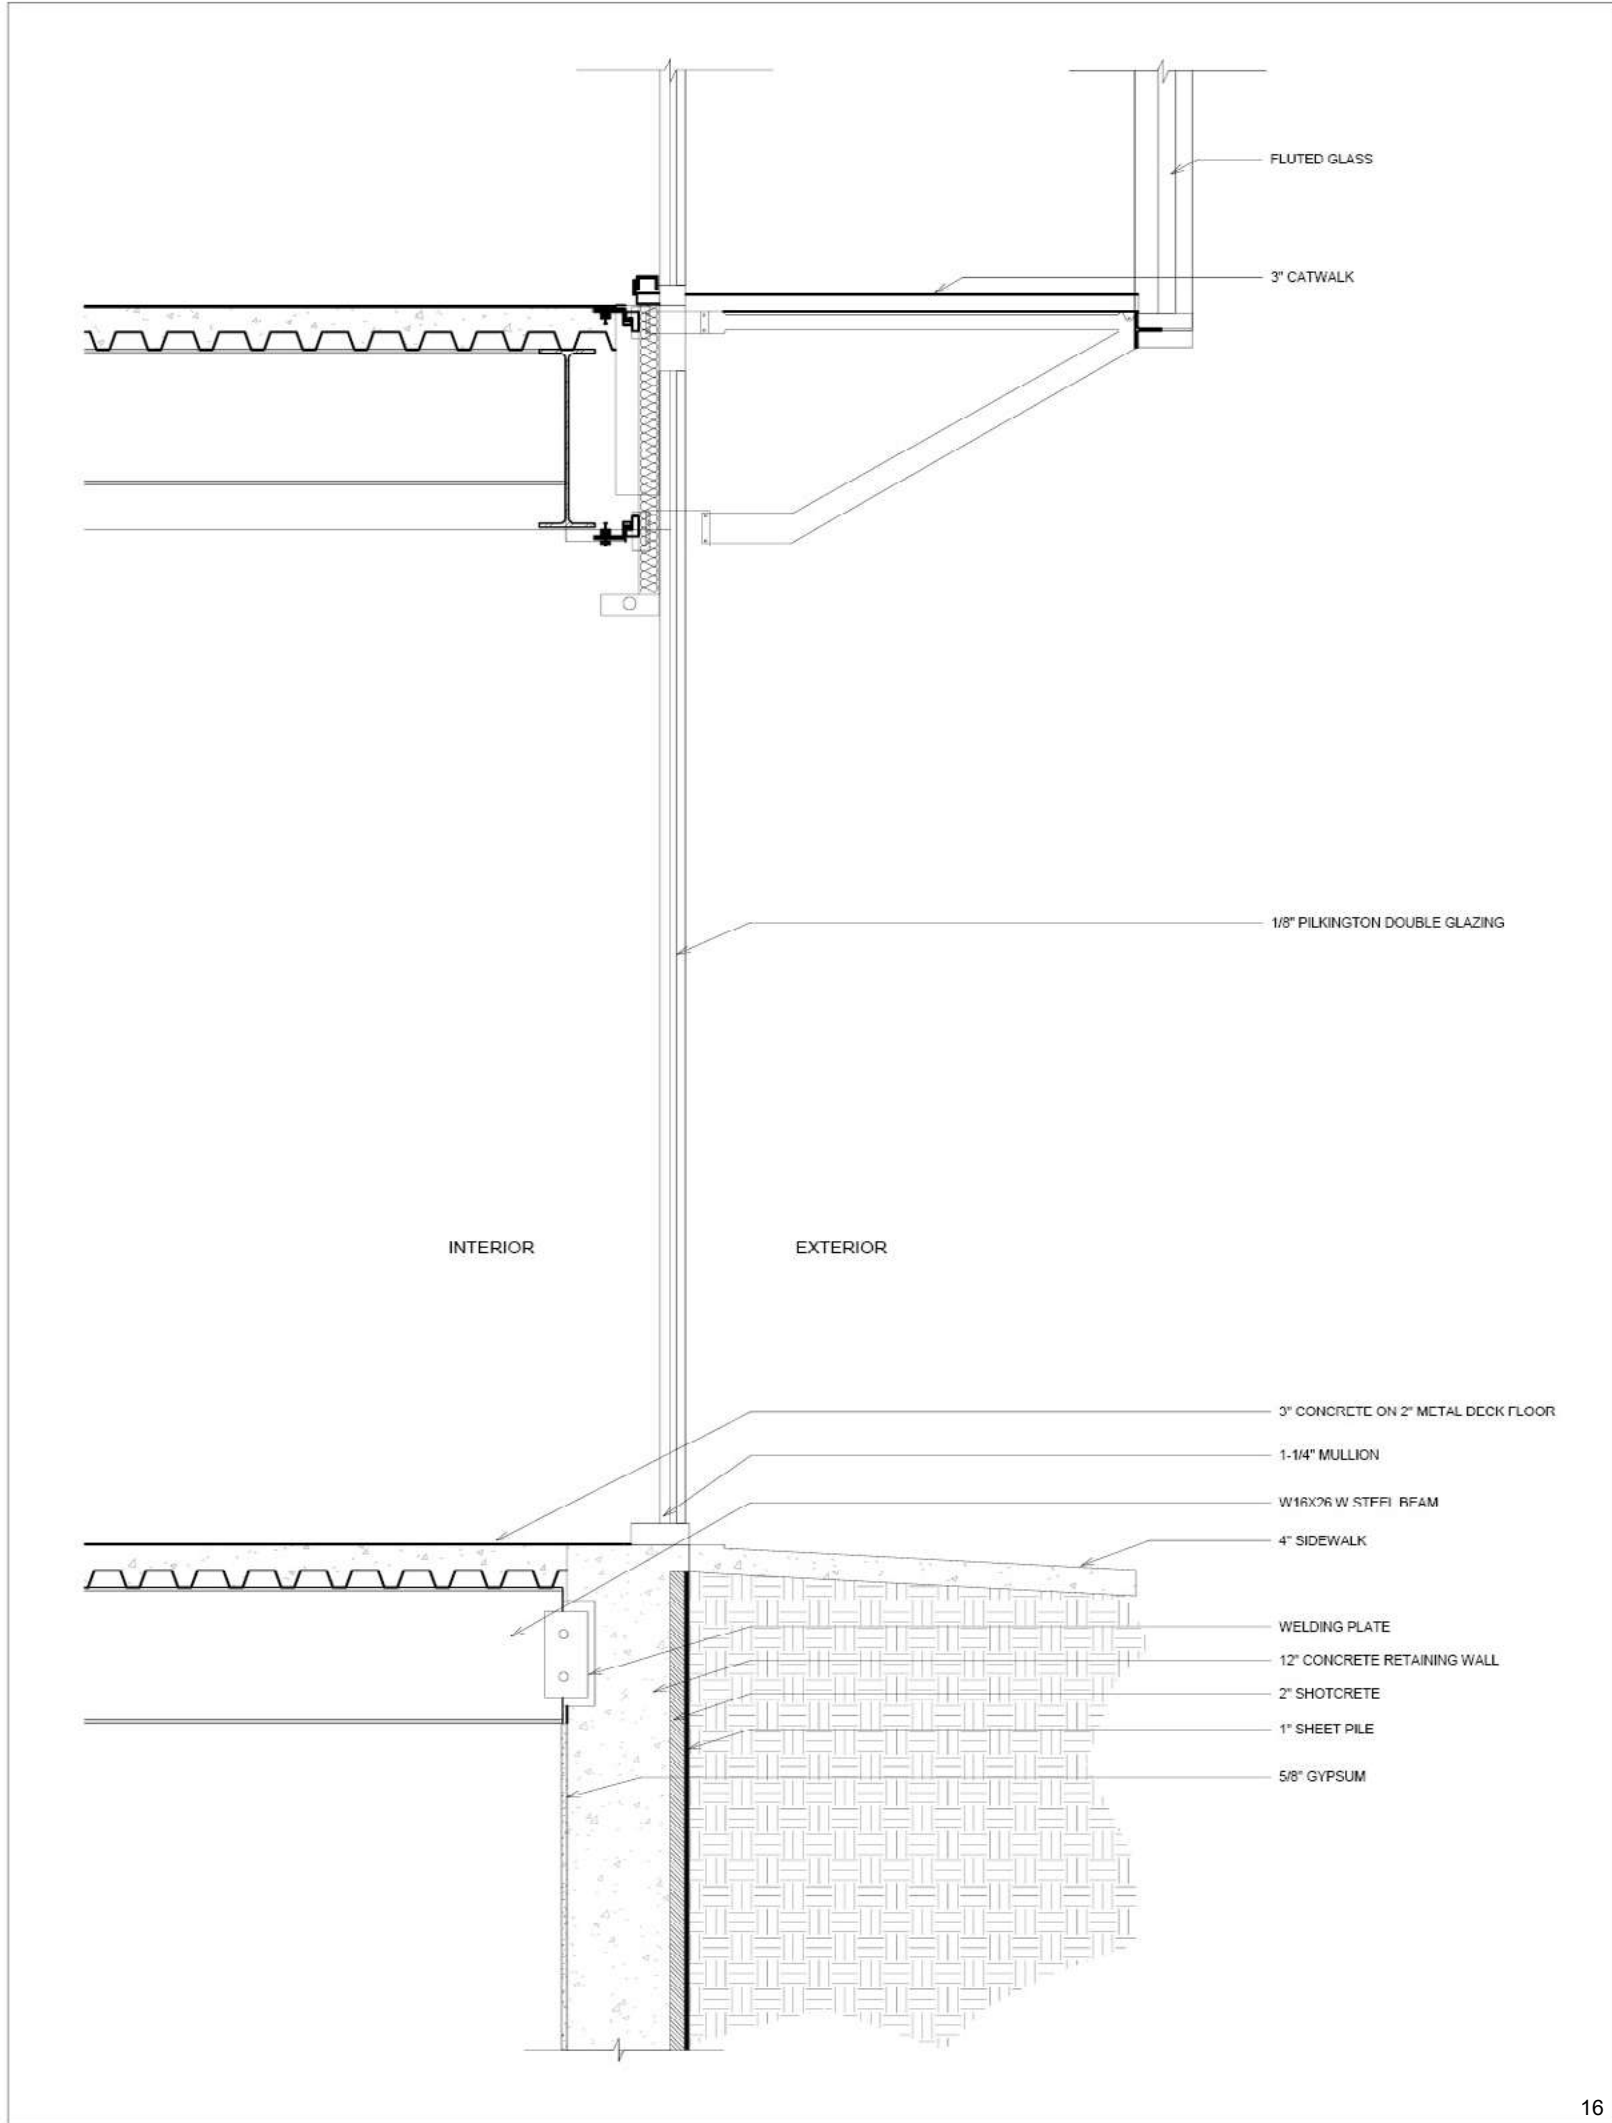 FLUTED GLASS
3" CATWALK
1/8" PILKINGTON DOUBLE GLAZING
INTERIOR
EXTERIOR
3" CONCRETE ON 2" METAL DECK FLOOR
1-1/4" MULLION
W16X26 W STEEL BEAM
4" SIDEWALK
WELDING PLATE
12" CONCRETE RETAINING WALL
2" SHOTCRETE
1" SHEET PILE
5/8" GYPSUM
16